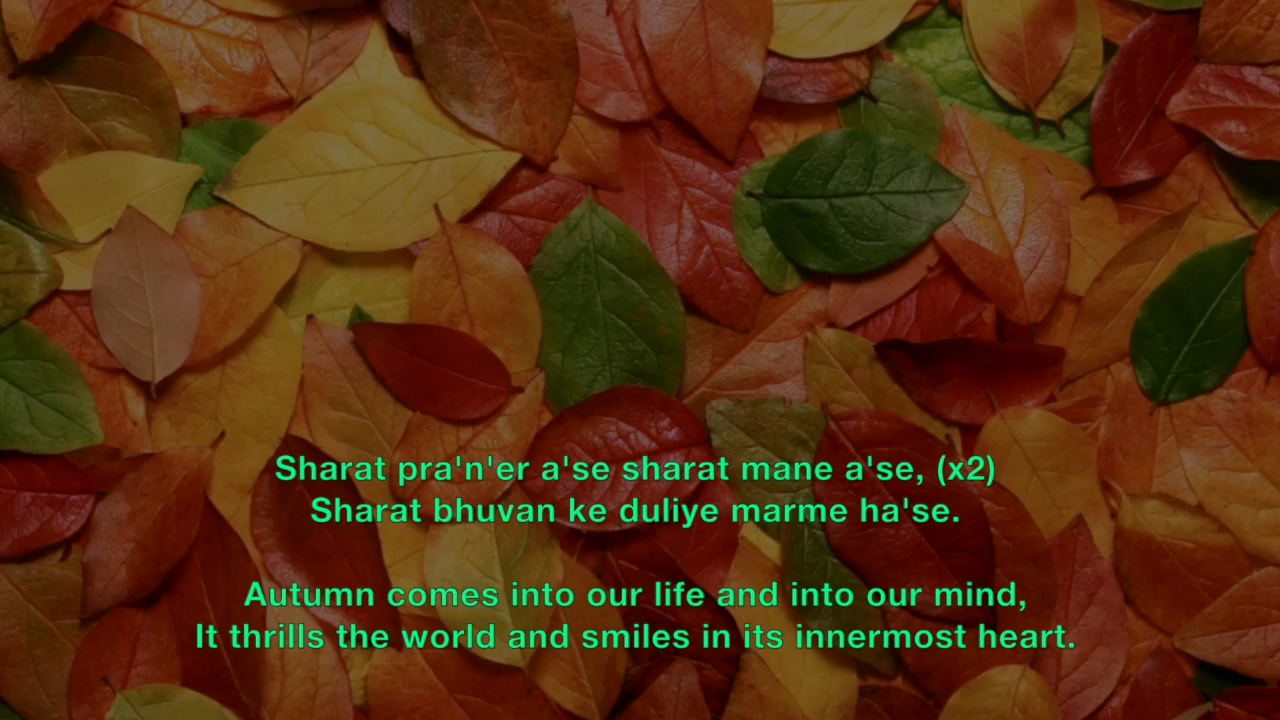 Sharat pra'n'er a'se sharat mane a'se, (x2)
Sharat bhuvan ke duliye marme ha'se.
Autumn comes into our life and into our mind,
It thrills the world and smiles in its innermost heart.